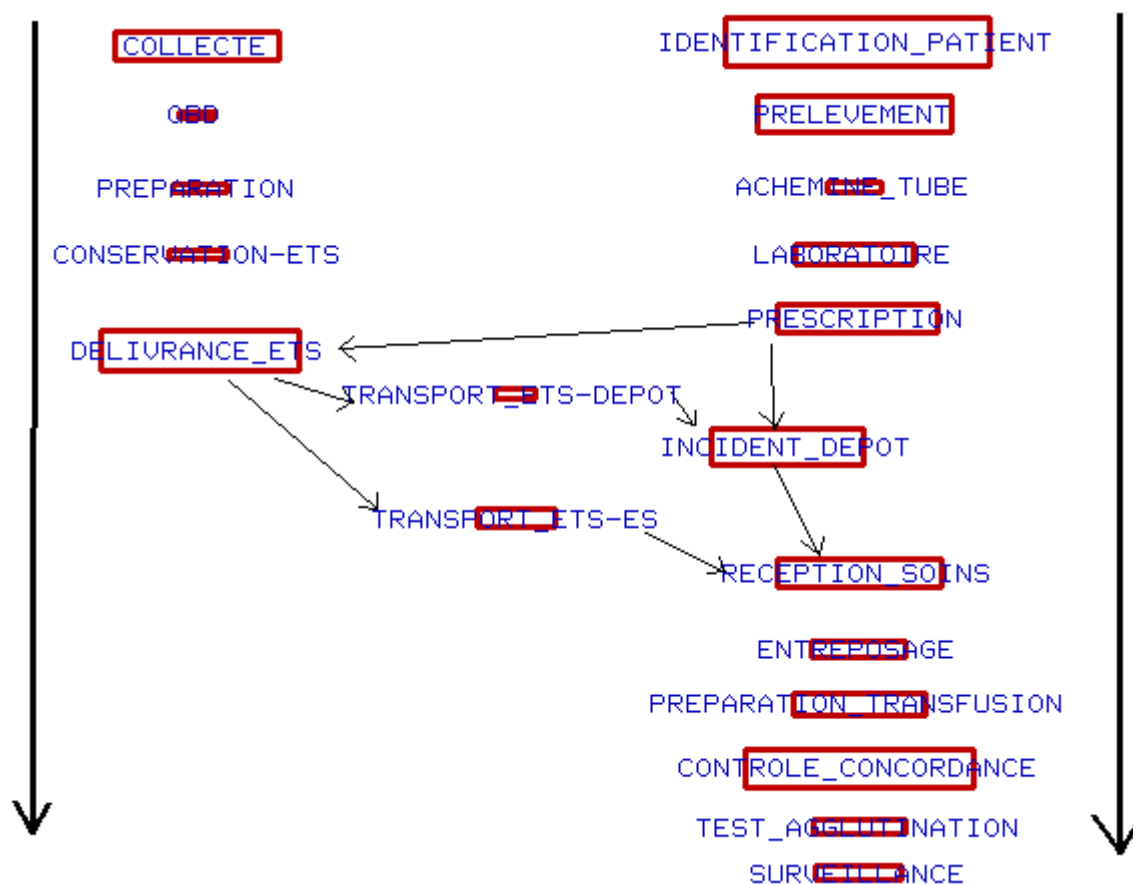 COLLECTE
QBD
PREPARATION
CONSERVATION-ETS
DELIVRANCE_ETS
TRANSPORT_ETS-DEPOT
TRANSPORT_ETS-ES
IDENTIFICATION_PATIENT
PRELEVEMENT
ACHEMINE_TUBE
LABORATOIRE
PRESCRIPTION
INCIDENT_DEPOT
RECEPTION_SOINS
ENTREPOSAGE
PREPARATION_TRANSFUSION
CONTROLE_CONCORDANCE
TEST_AGGLUTINATION
SURVEILLANCE